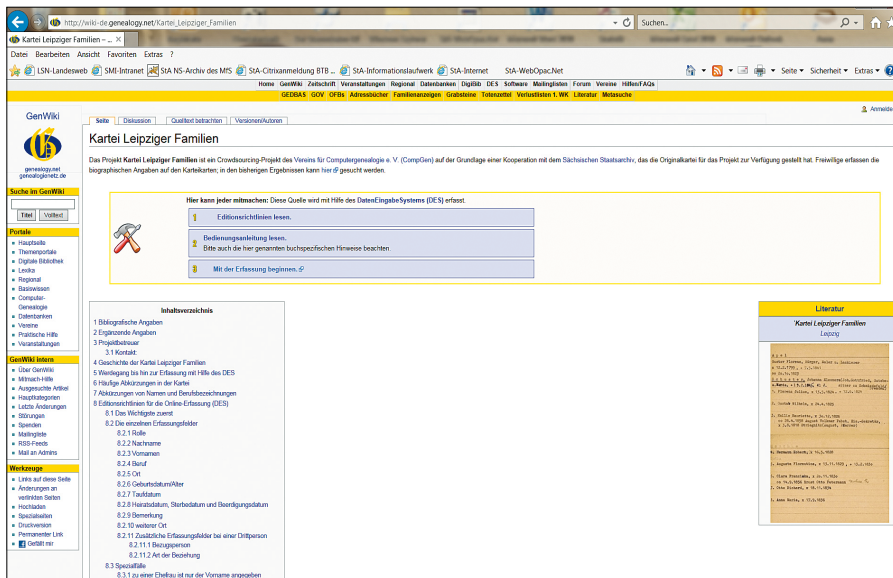 http://wiki-de.genealogy.net/Kartei_Leipziger_Familien
Suchen...
Kartei Leipziger Familien – ...
Datei Bearbeiten Ansicht Favoriten Extras ?
LSN-Landesweb SMI-Intranet StA NS-Archiv des MfS StA-Citrixanmeldung BTB ... StA-Informationslaufwerk StA-Internet StA-WebOpac.Net
Seite Sicherheit Extras
Home GenWiki Zeitschrift Veranstaltungen Regional Datenbanken DigiBib DES Software Mailinglisten Forum Vereine Hilfen/FAQs
GEDBAS GOV OFBs Adressbücher Familienanzeigen Grabsteine Totenzettel Verlustlisten 1. WK Literatur Metasuche
Anmelde
GenWiki
genealogy.net
genealogienetz.de
Seite Diskussion Quelltext betrachten Versionen/Autoren
Kartei Leipziger Familien
Das Projekt Kartei Leipziger Familien ist ein Crowdsourcing-Projekt des Vereins für Computergenealogie e. V. (CompGen) auf der Grundlage einer Kooperation mit dem Sächsischen Staatsarchiv, das die Originalkartei für das Projekt zur Verfügung gestellt hat. Freiwillige erfassen die
biographischen Angaben auf den Karteikarten; in den bisherigen Ergebnissen kann hier gesucht werden.
Hier kann jeder mitmachen: Diese Quelle wird mit Hilfe des DatenEingabeSystems (DES) erfasst.
1 Editionsrichtlinien lesen.
2 Bedienungsanleitung lesen.
Bitte auch die hier genannten buchspezifischen Hinweise beachten.
3 Mit der Erfassung beginnen.
Suche im GenWiki
Titel Volltext
Portale
Hauptseite
Themenportale
Digitale Bibliothek
Lexika
Regional
Basiswissen
Computer-
Genealogie
Datenbanken
Vereine
Praktische Hilfe
Veranstaltungen
GenWiki intern
Über GenWiki
Mitmach-Hilfe
Ausgesuchte Artikel
Hauptkategorien
Letzte Änderungen
Störungen
Spenden
Mailingliste
RSS-Feeds
Mail an Admins
Werkzeuge
Links auf diese Seite
Änderungen an
verlinkten Seiten
Hochladen
Spezialseiten
Druckversion
Permanenter Link
Gefällt mir
Inhaltsverzeichnis
1 Bibliografische Angaben
2 Ergänzende Angaben
3 Projektbetreuer
3.1 Kontakt:
4 Geschichte der Kartei Leipziger Familien
5 Werdegang bis hin zur Erfassung mit Hilfe des DES
6 Häufige Abkürzungen in der Kartei
7 Abkürzungen von Namen und Berufsbezeichnungen
8 Editionsrichtlinien für die Online-Erfassung (DES)
8.1 Das Wichtigste zuerst
8.2 Die einzelnen Erfassungsfelder
8.2.1 Rolle
8.2.2 Nachname
8.2.3 Vornamen
8.2.4 Beruf
8.2.5 Ort
8.2.6 Geburtsdatum/Alter
8.2.7 Taufdatum
8.2.8 Heiratsdatum, Sterbedatum und Beerdigungsdatum
8.2.9 Bemerkung
8.2.10 weiterer Ort
8.2.11 Zusätzliche Erfassungsfelder bei einer Drittperson
8.2.11.1 Bezugsperson
8.2.11.2 Art der Beziehung
8.3 Spezialfälle
8.3.1 zu einer Ehefrau ist nur der Vorname angegeben
Literatur
'Kartei Leipziger Familien
Leipzig